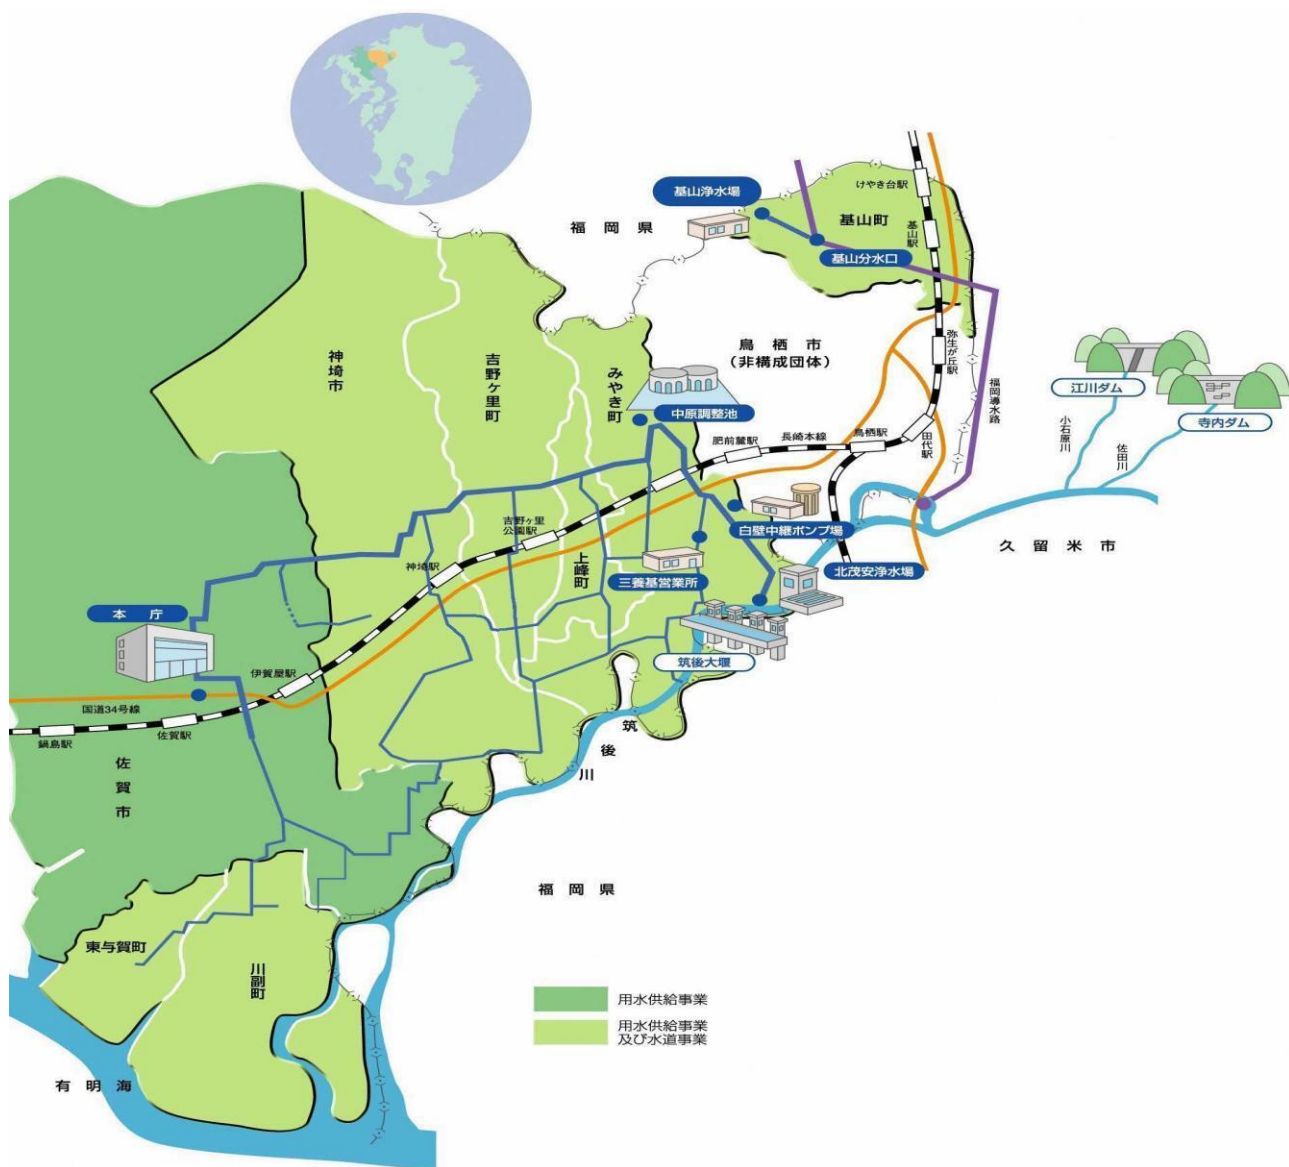 福岡県
基山浄水場
けやき台駅
基山町
基山駅
基山分水口
鳥栖市
(非構成団体)
弥生が丘駅
福岡導水路
江川ダム
寺内ダム
小石原川
佐田川
神埼市
吉野ヶ里町
みやき町
中原調整池
肥前麓駅
長崎本線
鳥栖駅
田代駅
吉野ヶ里
公園駅
白壁中継ポンプ場
久留米市
神埼駅
上峰町
三養基営業所
北茂安浄水場
本庁
筑後大堰
伊賀屋駅
国道34号線
佐賀駅
鍋島駅
筑後川
佐賀市
福岡県
東与賀町
川副町
有明海
用水供給事業
用水供給事業
及び水道事業